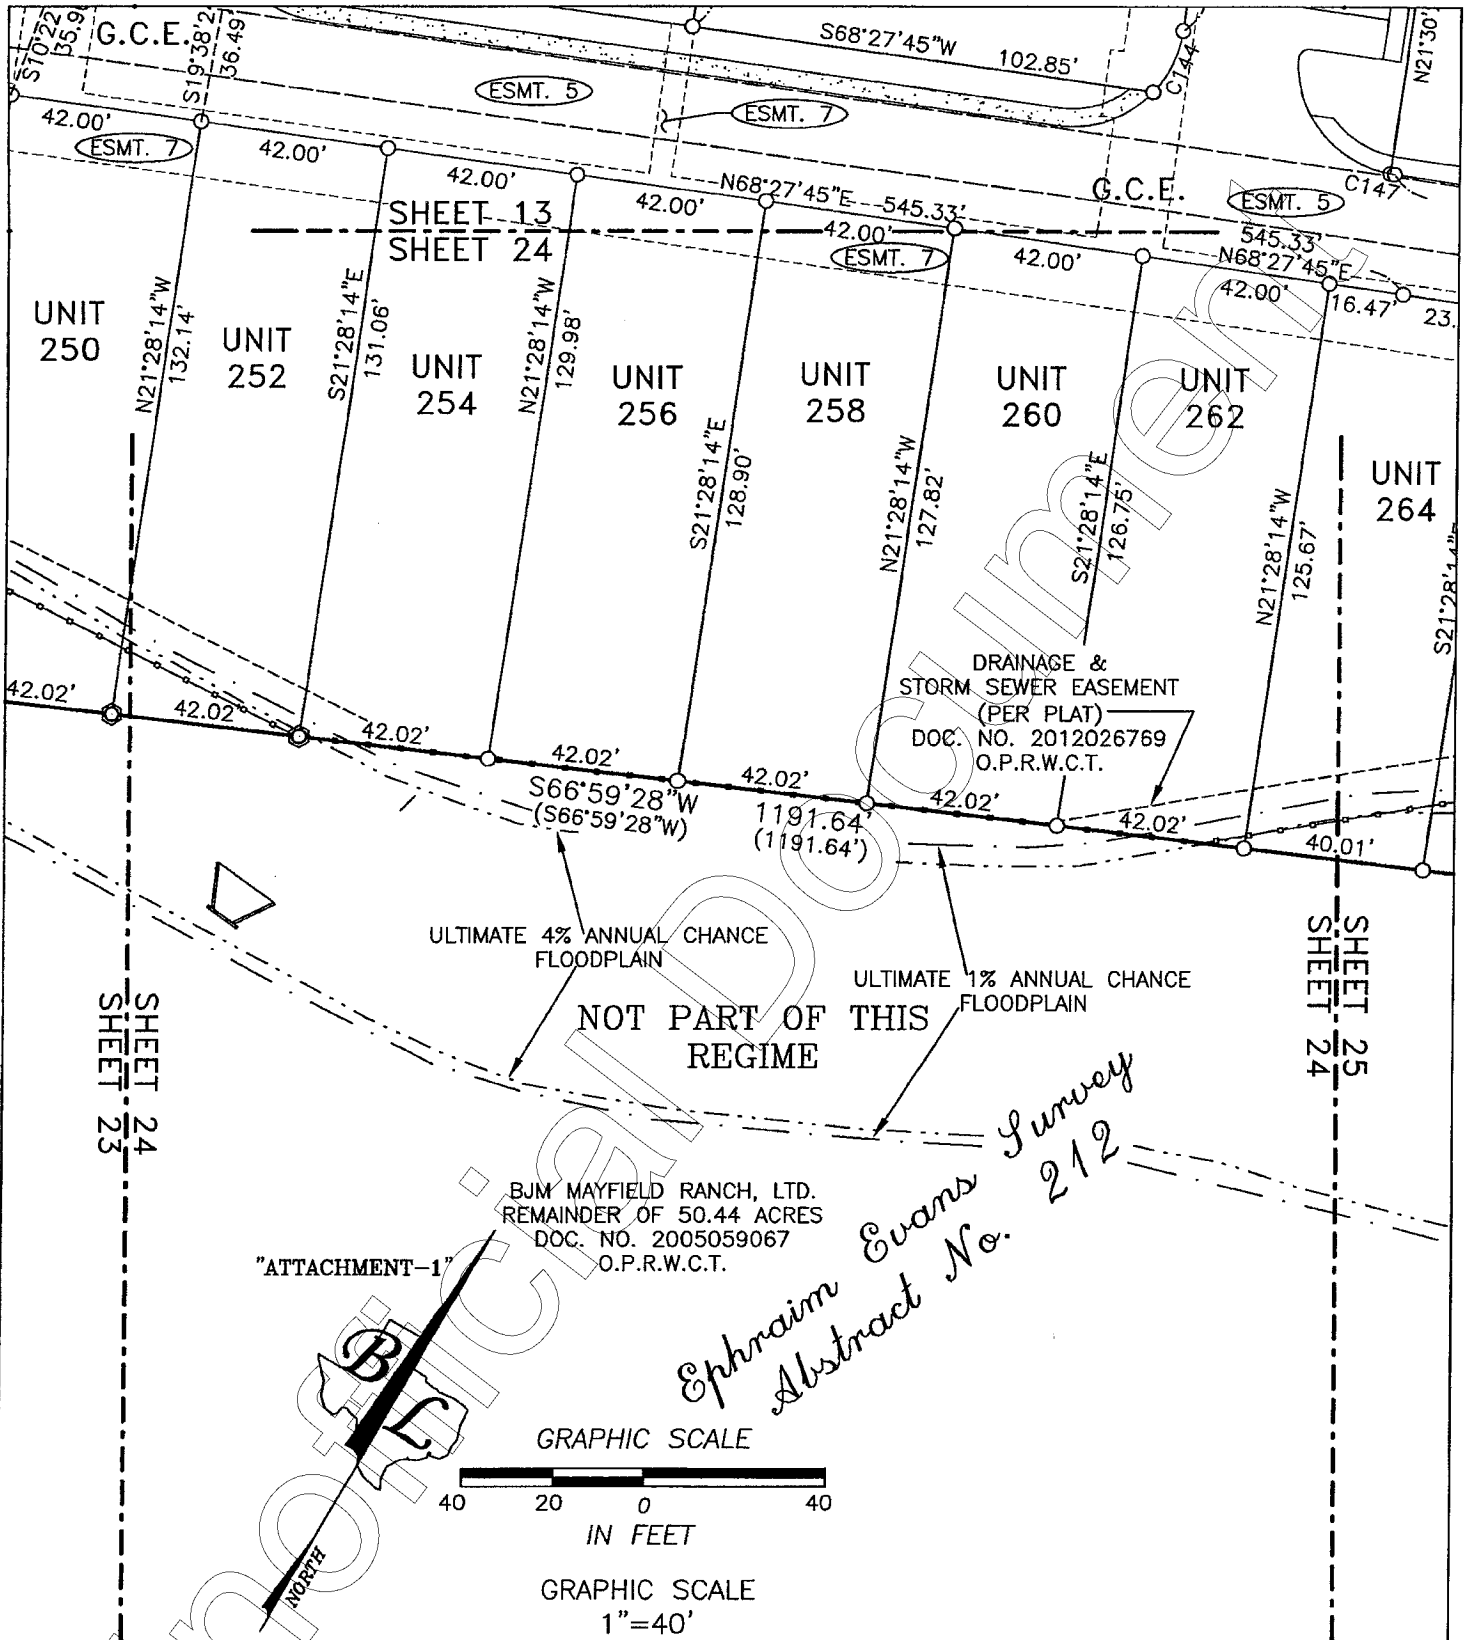 S10°22'
35.9
G.C.E.
S19°38'2
36.49'
S68°27'45"W
102.85'
C144
N21°30'
ESMT. 5
ESMT. 7
42.00'
ESMT. 7
42.00'
42.00'
42.00'
N68°27'45"E 545.33'
G.C.E.
C147
ESMT. 5
SHEET 13
SHEET 24
42.00'
ESMT. 7
42.00'
545.33'
N68°27'45"E
42.00'
16.47'
23.
UNIT
250
N21°28'14"W
132.14'
UNIT
252
S21°28'14"E
131.06'
UNIT
254
N21°28'14"W
129.98'
UNIT
256
S21°28'14"E
128.90'
UNIT
258
N21°28'14"W
127.82'
UNIT
260
S21°28'14"E
126.75'
UNIT
262
N21°28'14"W
125.67'
UNIT
264
S21°28'14"E
DRAINAGE &
STORM SEWER EASEMENT
(PER PLAT)
DOC. NO. 2012026769
O.P.R.W.C.T.
42.02'
42.02'
42.02'
42.02'
42.02'
42.02'
42.02'
40.01'
S66°59'28"W
(S66°59'28"W)
1191.64'
(1191.64')
ULTIMATE 4% ANNUAL CHANCE
FLOODPLAIN
ULTIMATE 1% ANNUAL CHANCE
FLOODPLAIN
NOT PART OF THIS
REGIME
SHEET 24
SHEET 23
SHEET 25
SHEET 24
BJM MAYFIELD RANCH, LTD.
REMAINDER OF 50.44 ACRES
DOC. NO. 2005059067
O.P.R.W.C.T.
"ATTACHMENT-1"
Ephraim Evans Survey
Abstract No. 212
B
L
NORTH
GRAPHIC SCALE
40 20 0 40
IN FEET
GRAPHIC SCALE
1"=40'
nofficial Document